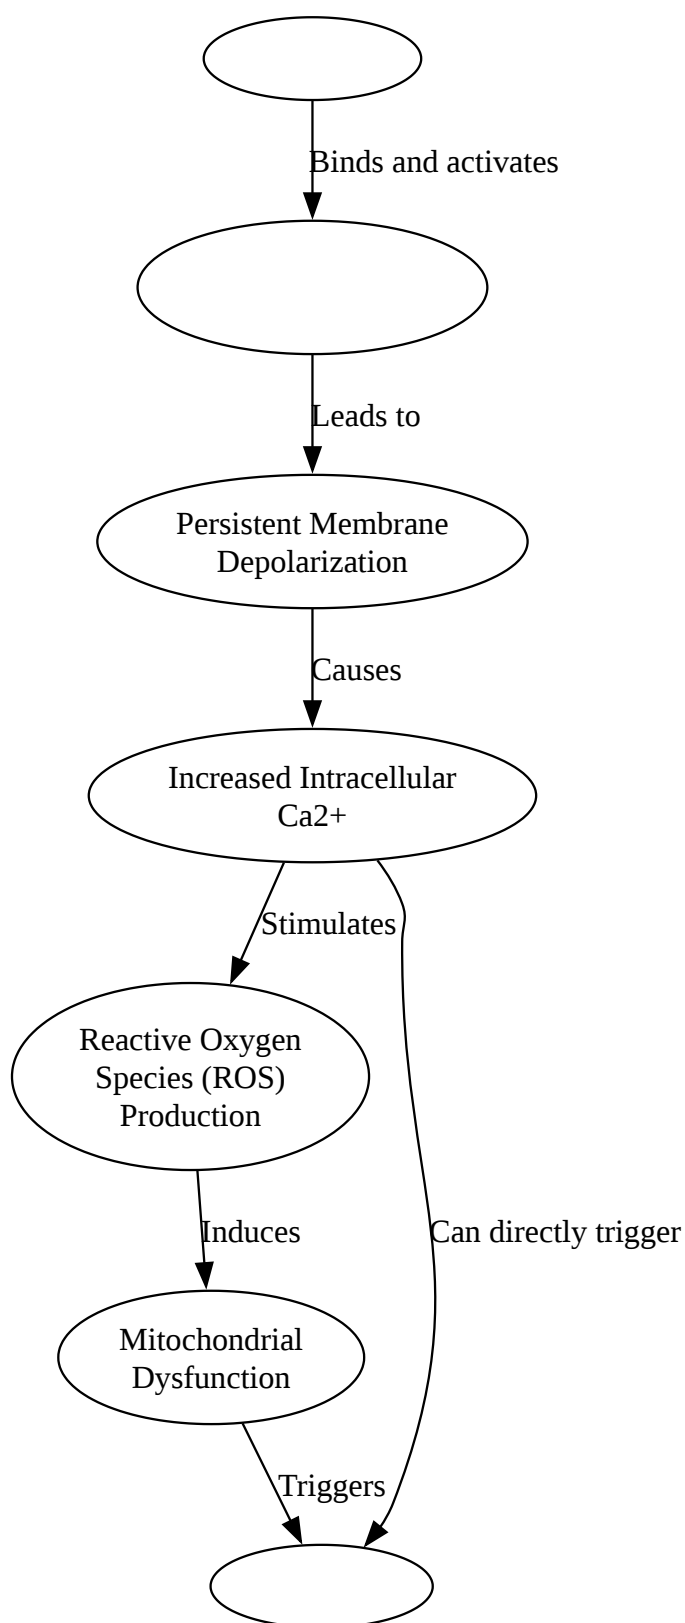 Binds and activates
Leads to
Persistent Membrane
Depolarization
Causes
Increased Intracellular
Ca2+
Stimulates
Reactive Oxygen
Species (ROS)
Production
Induces
Can directly trigger
Mitochondrial
Dysfunction
Triggers